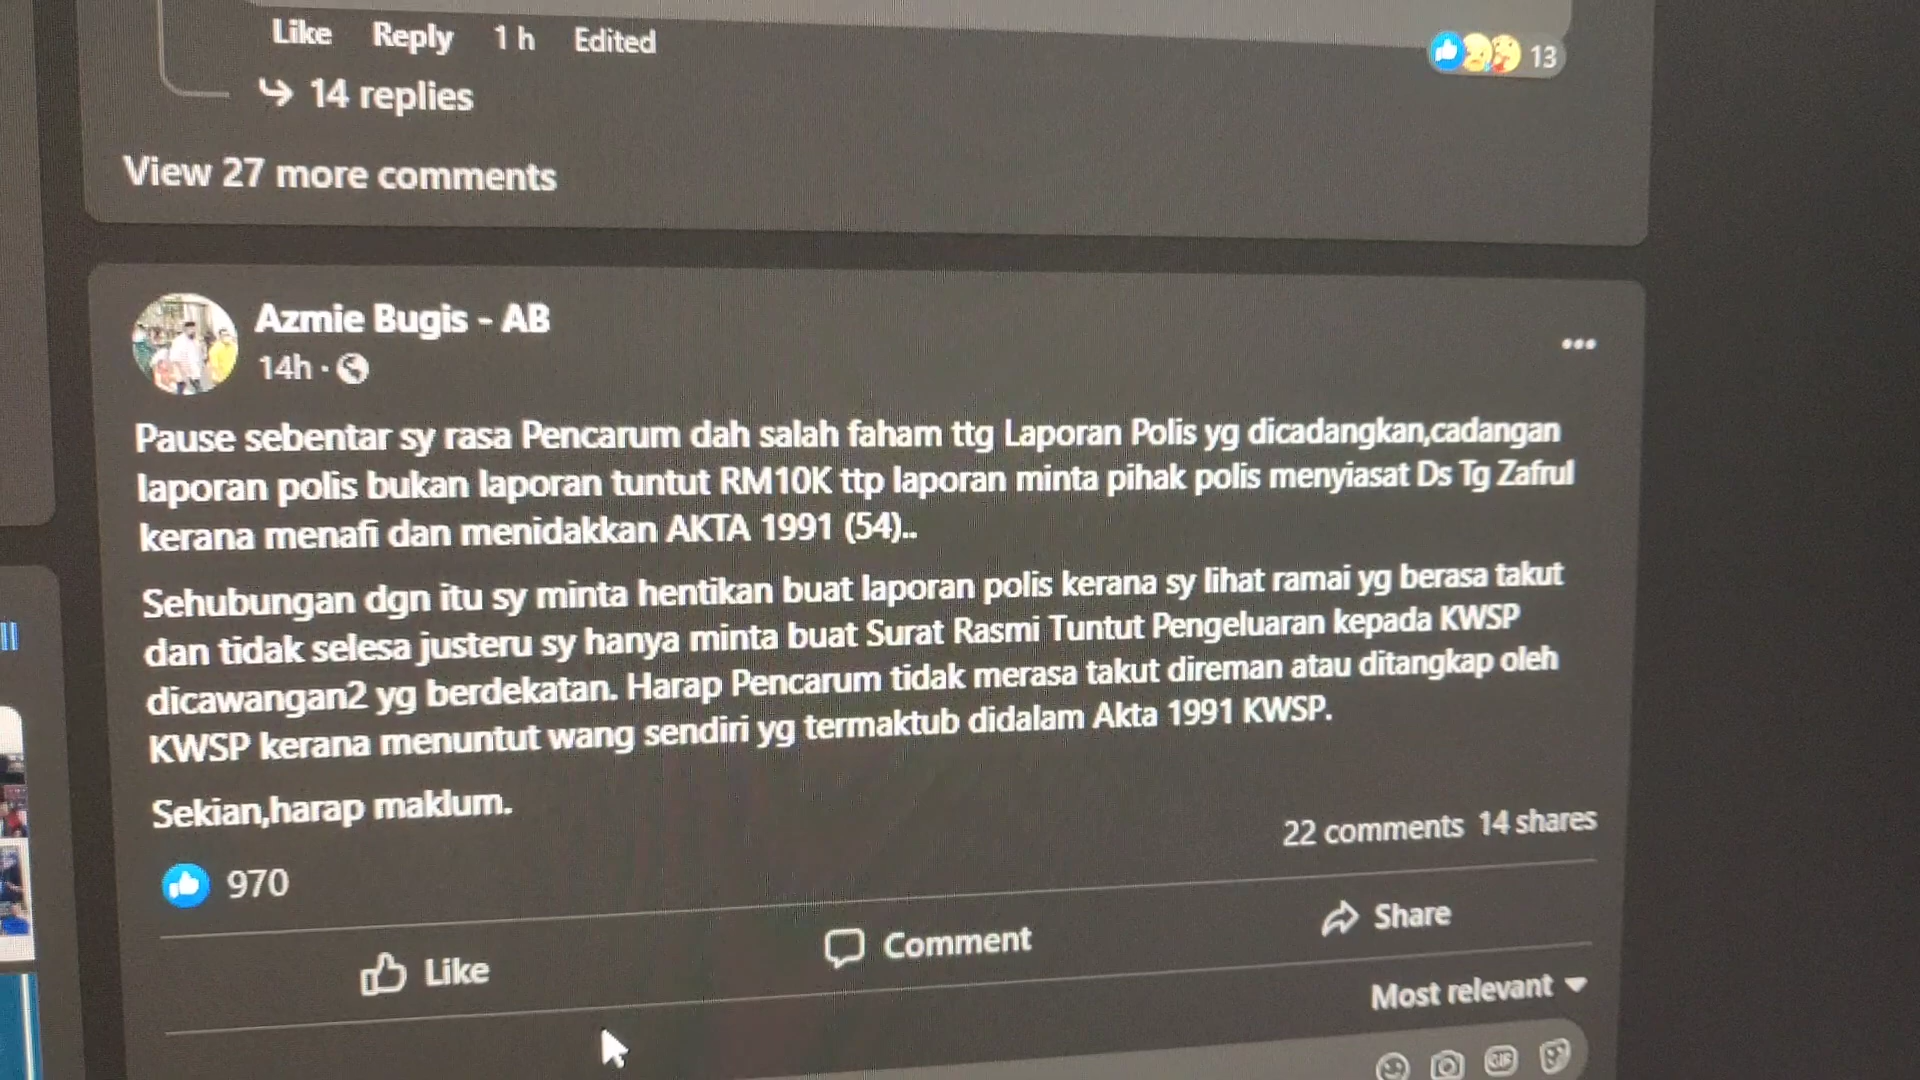 Like Reply 1 h Edited
13
14 replies
View 27 more comments
Azmie Bugis - AB
14h ·
Pause sebentar sy rasa Pencarum dah salah faham ttg Laporan Polis yg dicadangkan,cadangan
laporan polis bukan laporan tuntut RM10K ttp laporan minta pihak polis menyiasat Ds Tg Zafrul
kerana menafi dan menidakkan AKTA 1991 (54)..
Sehubungan dgn itu sy minta hentikan buat laporan polis kerana sy lihat ramai yg berasa takut
dan tidak selesa justeru sy hanya minta buat Surat Rasmi Tuntut Pengeluaran kepada KWSP
dicawangan2 yg berdekatan. Harap Pencarum tidak merasa takut direman atau ditangkap oleh
KWSP kerana menuntut wang sendiri yg termaktub didalam Akta 1991 KWSP.
Sekian,harap maklum.
22 comments 14 shares
970
Like Comment Share
Most relevant
GIF